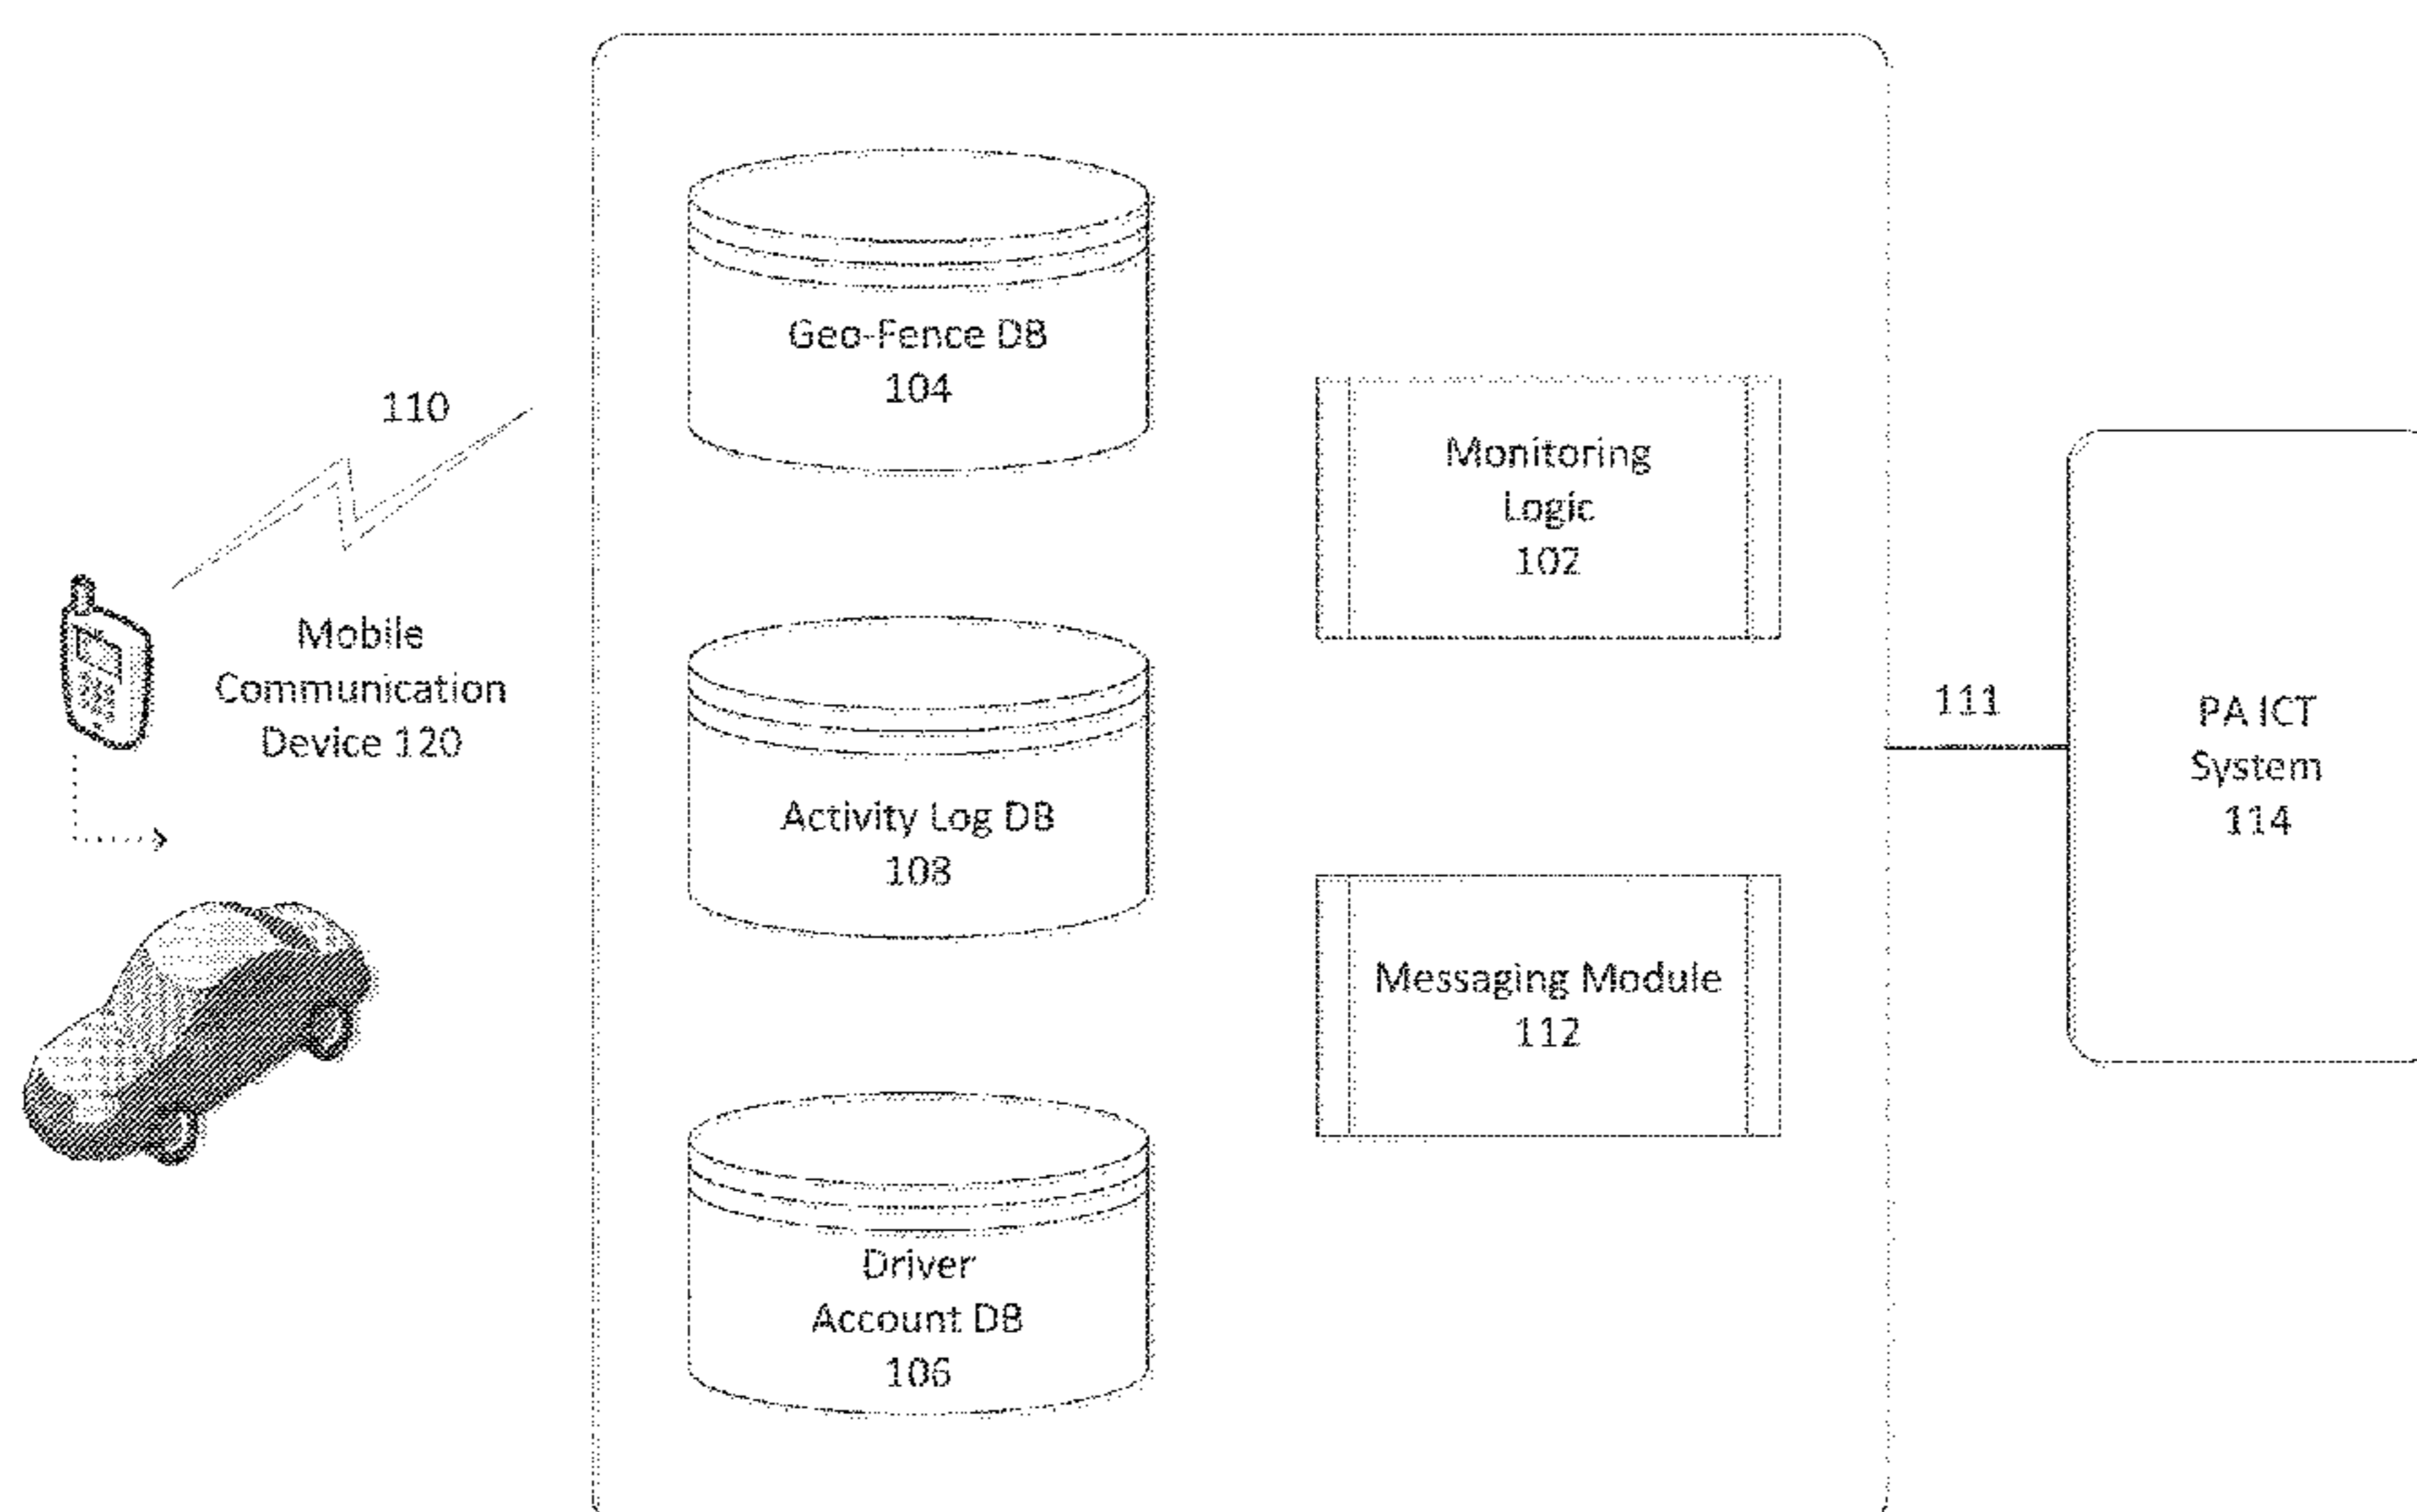 Geo-Fence DB
104
110
Monitoring
Logic
102
Mobile
Communication
Device 120
111
PA ICT
System
114
Activity Log DB
108
Messaging Module
112
Driver
Account DB
106